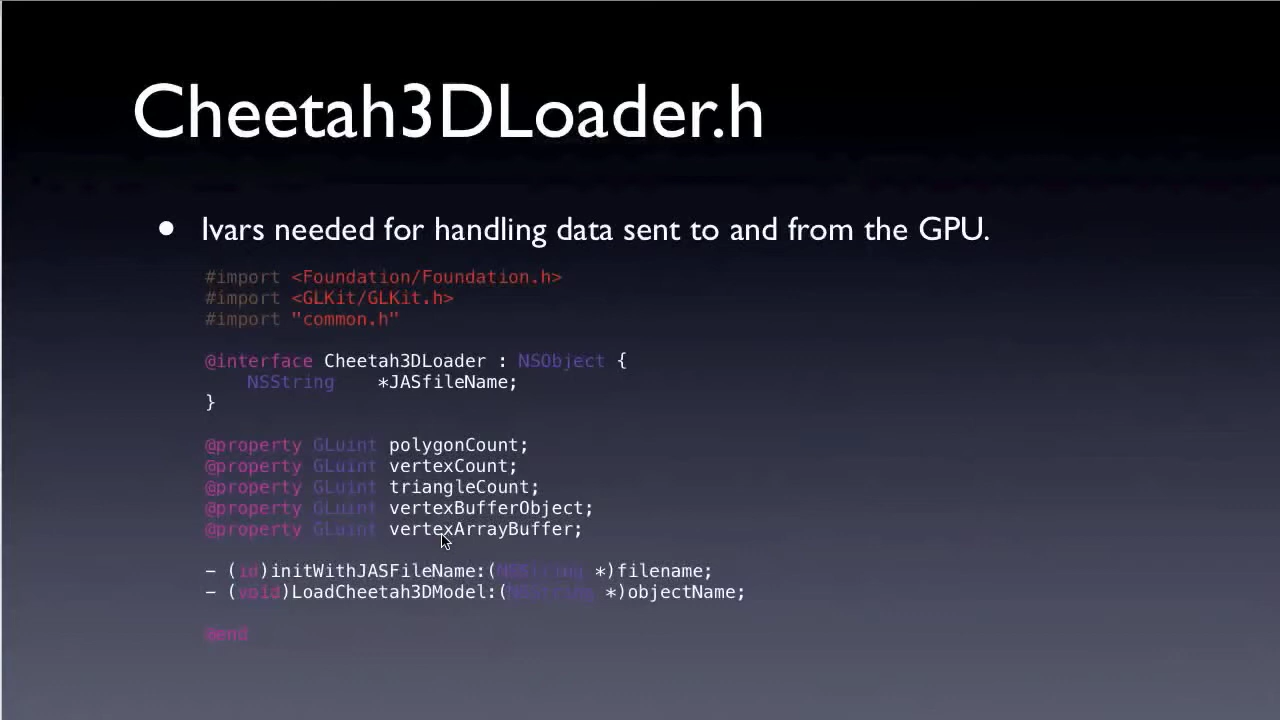 Cheetah3DLoader.h
• Ivars needed for handling data sent to and from the GPU.
#import <Foundation/Foundation.h>
#import <GLKit/GLKit.h>
#import "common.h"
@interface Cheetah3DLoader : NSObject {
NSString *JASfileName;
}
@property GLuint polygonCount;
@property GLuint vertexCount;
@property GLuint triangleCount;
@property GLuint vertexBufferObject;
@property GLuint vertexArrayBuffer;
- (id)initWithJASFileName:(NSString *)filename;
- (void)LoadCheetah3DModel:(NSString *)objectName;
@end